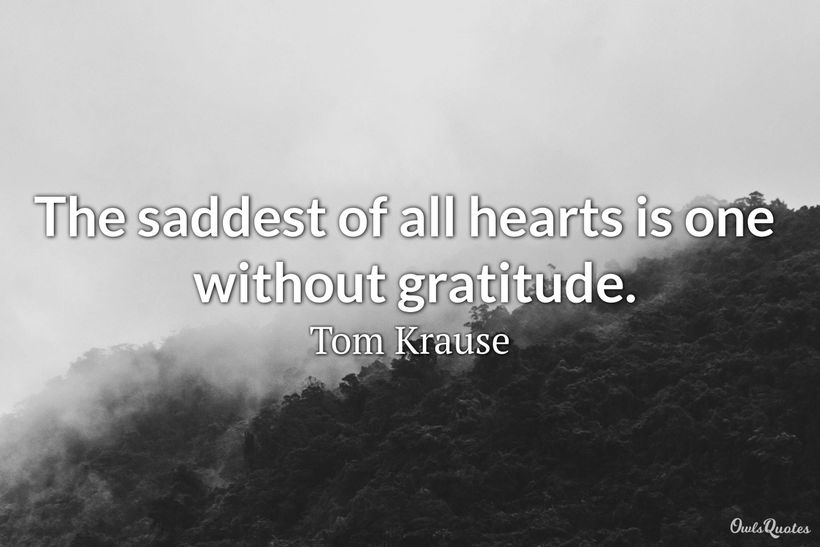 The saddest of all hearts is one
without gratitude.
Tom Krause
OwlsQuotes